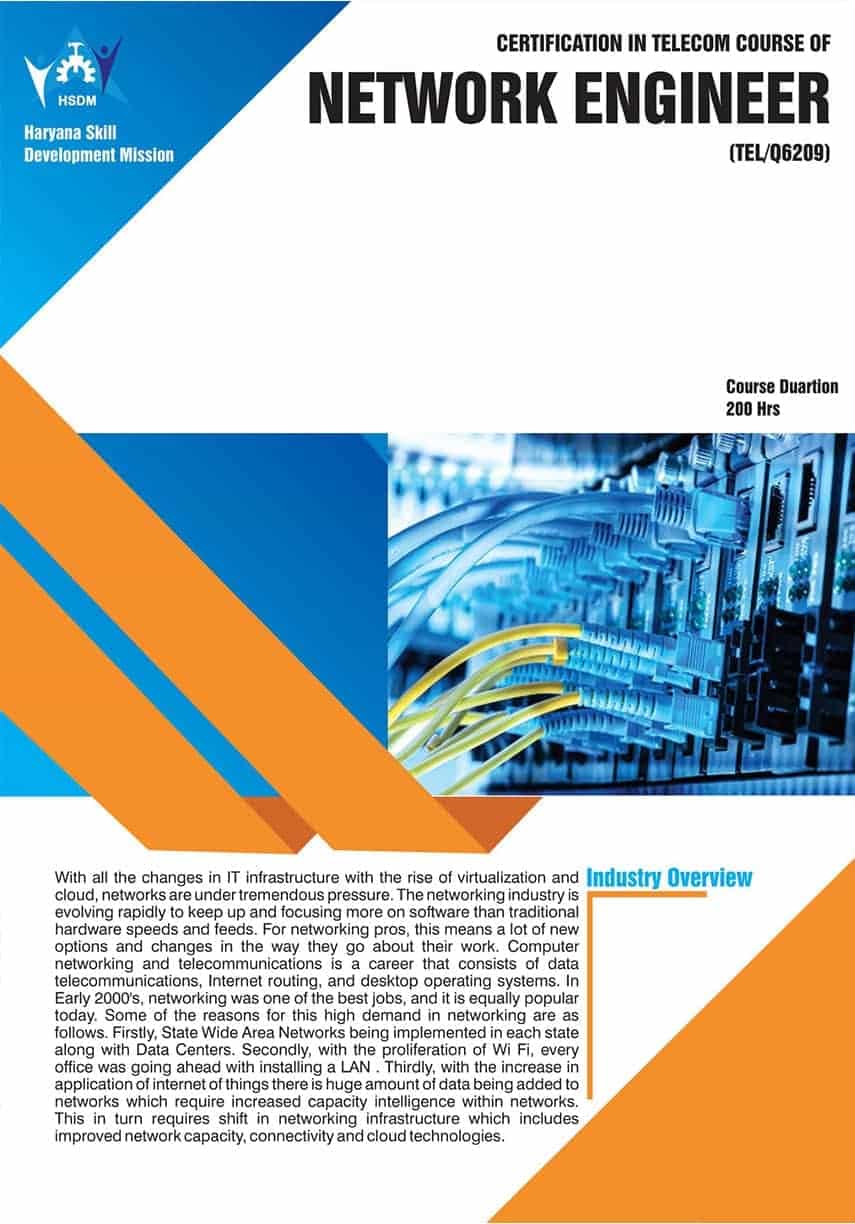 HSDM
Haryana Skill
Development Mission
CERTIFICATION IN TELECOM COURSE OF
NETWORK ENGINEER
(TEL/Q6209)
Course Duartion
200 Hrs
Industry Overview
With all the changes in IT infrastructure with the rise of virtualization and
cloud, networks are under tremendous pressure. The networking industry is
evolving rapidly to keep up and focusing more on software than traditional
hardware speeds and feeds. For networking pros, this means a lot of new
options and changes in the way they go about their work. Computer
networking and telecommunications is a career that consists of data
telecommunications, Internet routing, and desktop operating systems. In
Early 2000's, networking was one of the best jobs, and it is equally popular
today. Some of the reasons for this high demand in networking are as
follows. Firstly, State Wide Area Networks being implemented in each state
along with Data Centers. Secondly, with the proliferation of Wi Fi, every
office was going ahead with installing a LAN . Thirdly, with the increase in
application of internet of things there is huge amount of data being added to
networks which require increased capacity intelligence within networks.
This in turn requires shift in networking infrastructure which includes
improved network capacity, connectivity and cloud technologies.